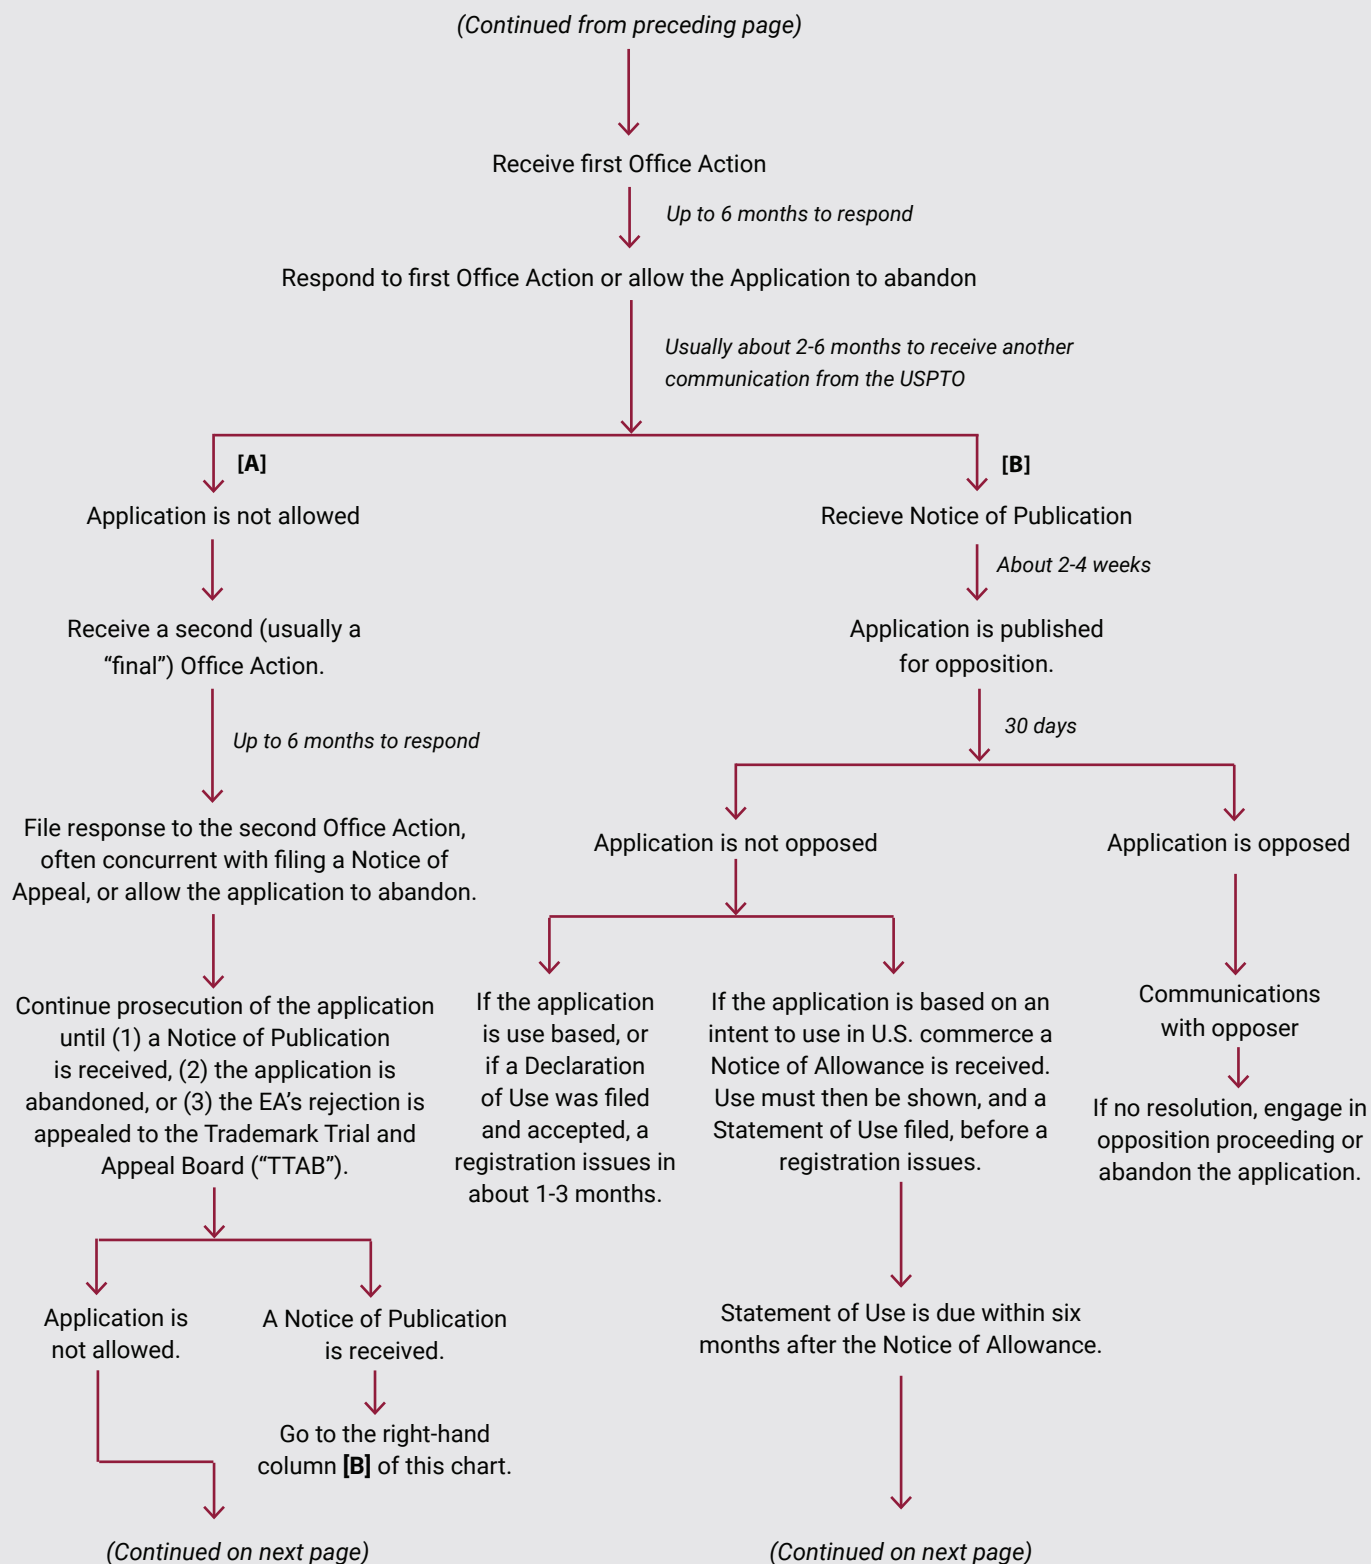 (Continued from preceding page)
Receive first Office Action
Up to 6 months to respond
Respond to first Office Action or allow the Application to abandon
Usually about 2-6 months to receive another
communication from the USPTO
[A]
Application is not allowed
Receive a second (usually a
“final”) Office Action.
Up to 6 months to respond
File response to the second Office Action,
often concurrent with filing a Notice of
Appeal, or allow the application to abandon.
Continue prosecution of the application
until (1) a Notice of Publication
is received, (2) the application is
abandoned, or (3) the EA’s rejection is
appealed to the Trademark Trial and
Appeal Board (“TTAB”).
Application is
not allowed.
A Notice of Publication
is received.
Go to the right-hand
column [B] of this chart.
(Continued on next page)
[B]
Recieve Notice of Publication
About 2-4 weeks
Application is published
for opposition.
30 days
Application is not opposed
If the application
is use based, or
if a Declaration
of Use was filed
and accepted, a
registration issues in
about 1-3 months.
If the application is based on an
intent to use in U.S. commerce a
Notice of Allowance is received.
Use must then be shown, and a
Statement of Use filed, before a
registration issues.
Statement of Use is due within six
months after the Notice of Allowance.
(Continued on next page)
Application is opposed
Communications
with opposer
If no resolution, engage in
opposition proceeding or
abandon the application.